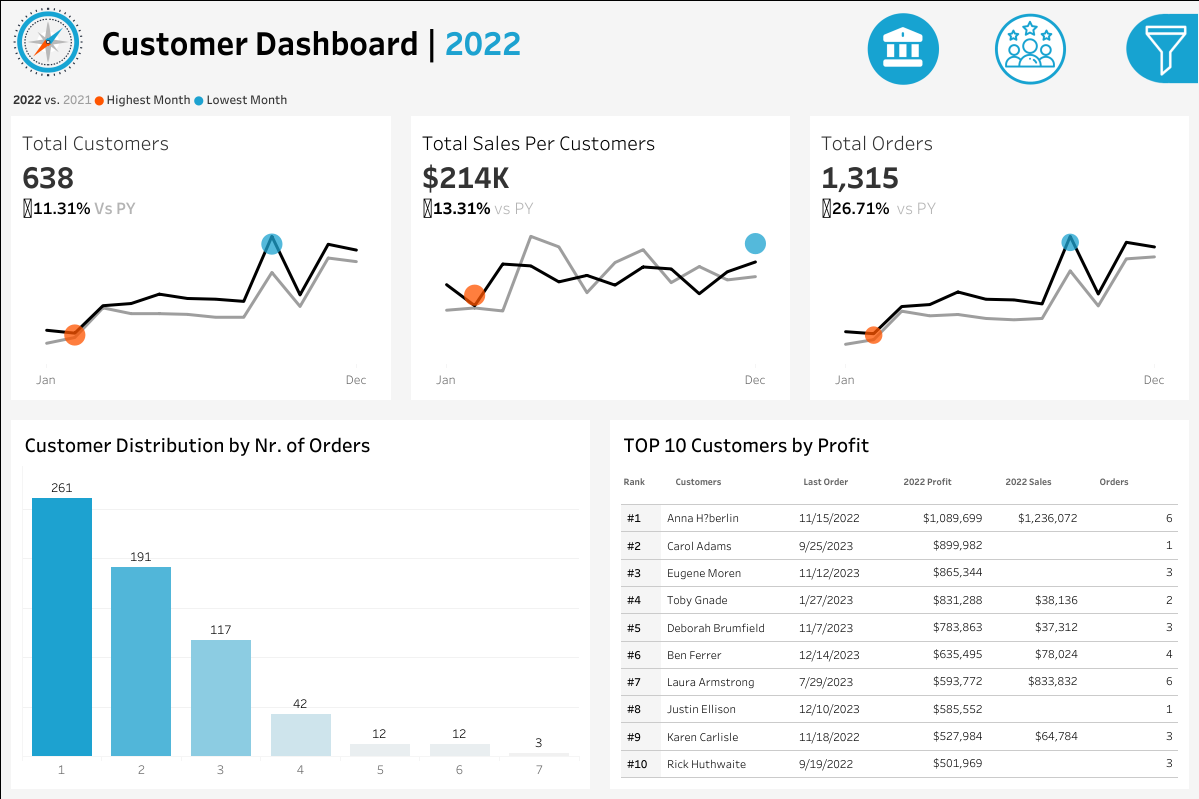 Customer Dashboard | 2022
2022 vs. 2021 Highest Month Lowest Month
Total Customers
638
11.31% Vs PY
Jan Dec
Total Sales Per Customers
$214K
13.31% vs PY
Jan Dec
Total Orders
1,315
26.71% vs PY
Jan Dec
Customer Distribution by Nr. of Orders
261
191
117
42
12
12
3
1 2 3 4 5 6 7
TOP 10 Customers by Profit
Rank Customers Last Order 2022 Profit 2022 Sales Orders
#1 Anna H?berlin 11/15/2022 $1,089,699 $1,236,072 6
#2 Carol Adams 9/25/2023 $899,982 1
#3 Eugene Moren 11/12/2023 $865,344 3
#4 Toby Gnade 1/27/2023 $831,288 $38,136 2
#5 Deborah Brumfield 11/7/2023 $783,863 $37,312 3
#6 Ben Ferrer 12/14/2023 $635,495 $78,024 4
#7 Laura Armstrong 7/29/2023 $593,772 $833,832 6
#8 Justin Ellison 12/10/2023 $585,552 1
#9 Karen Carlisle 11/18/2022 $527,984 $64,784 3
#10 Rick Huthwaite 9/19/2022 $501,969 3